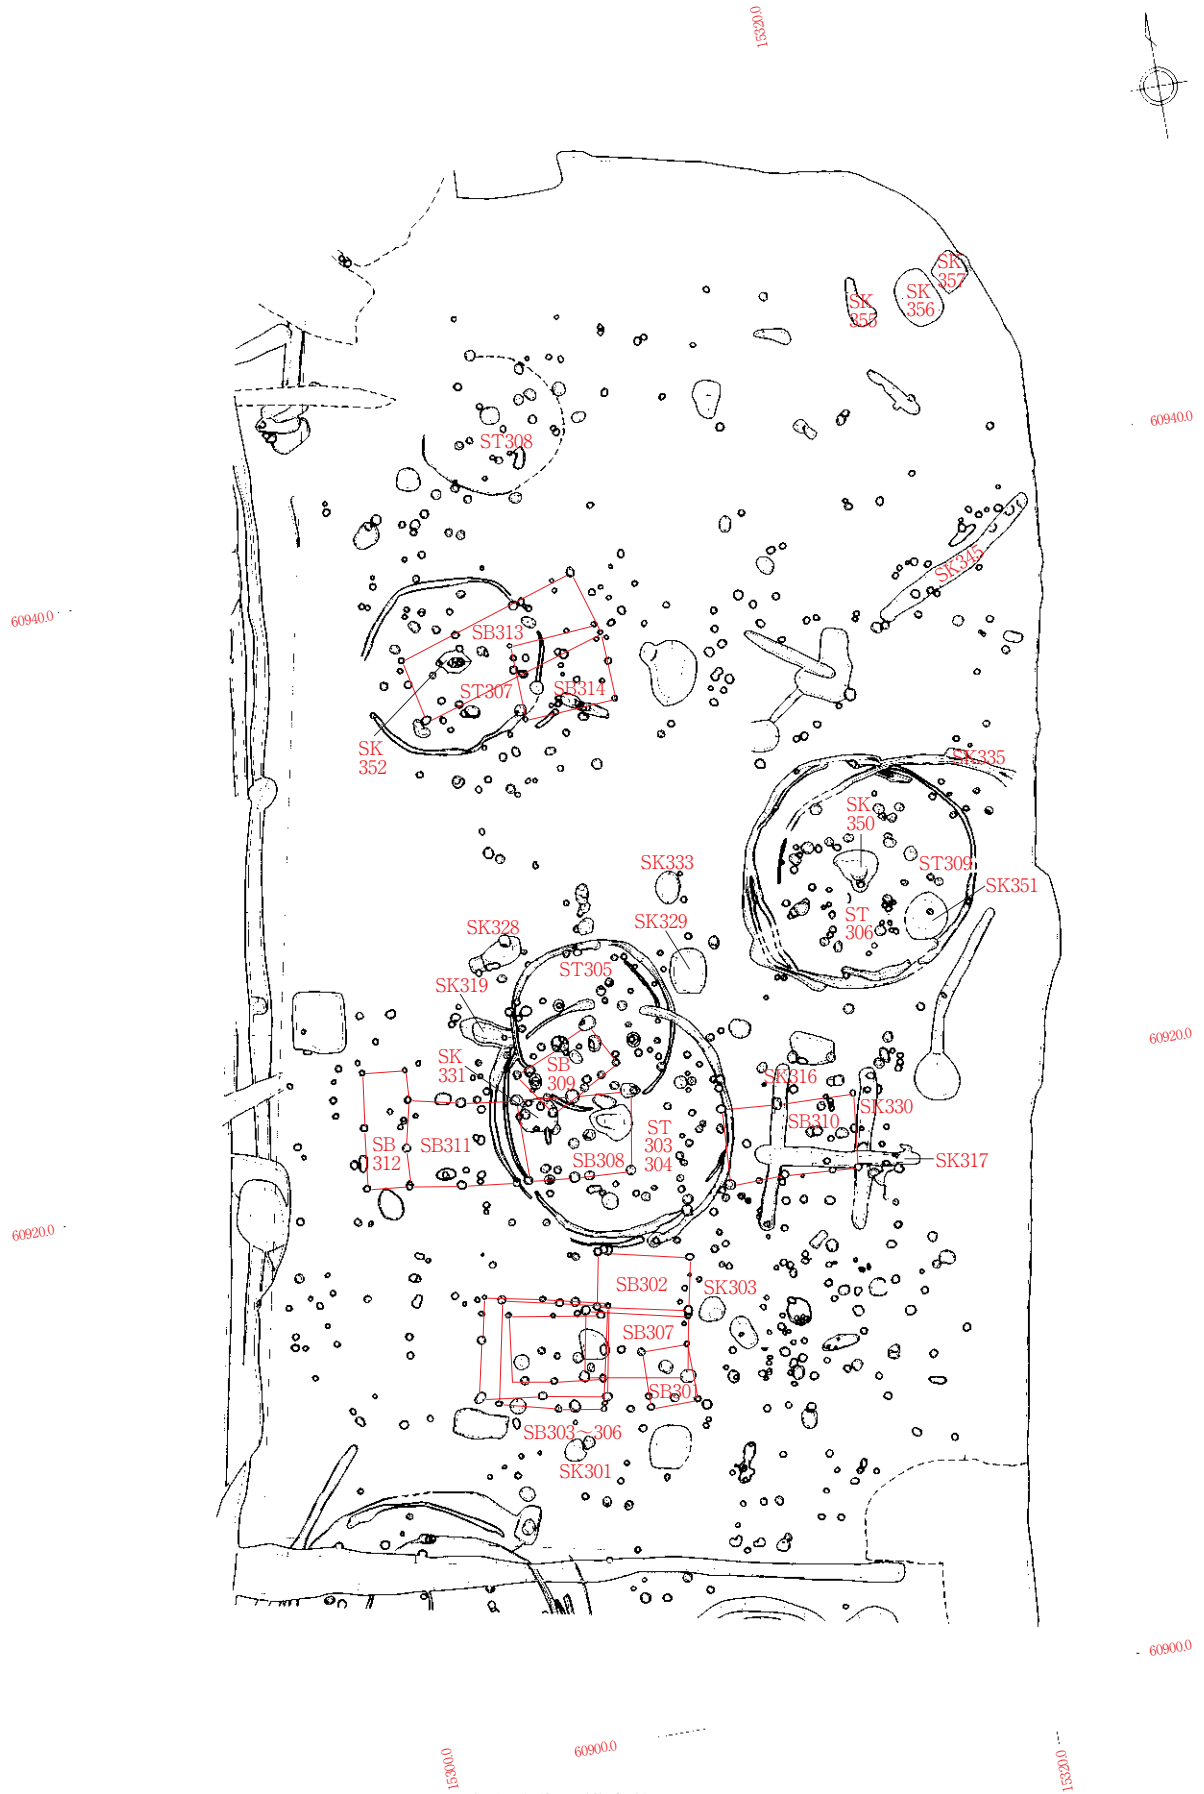 15320.0
SK
357
SK
356
SK
355
60940.0
ST308
SK345
60940.0
SB313
ST307
SB314
SK
352
SK335
SK
350
ST309
SK351
SK333
ST
306
SK329
SK328
ST305
SK319
60920.0
SK
331
SB
309
SK316
SK330
SB310
ST
303
304
SB
312
SB311
SB308
SK317
60920.0
SB302
SK303
SB307
SB301
SB303～306
SK301
60900.0
60900.0
15300.0
15320.0